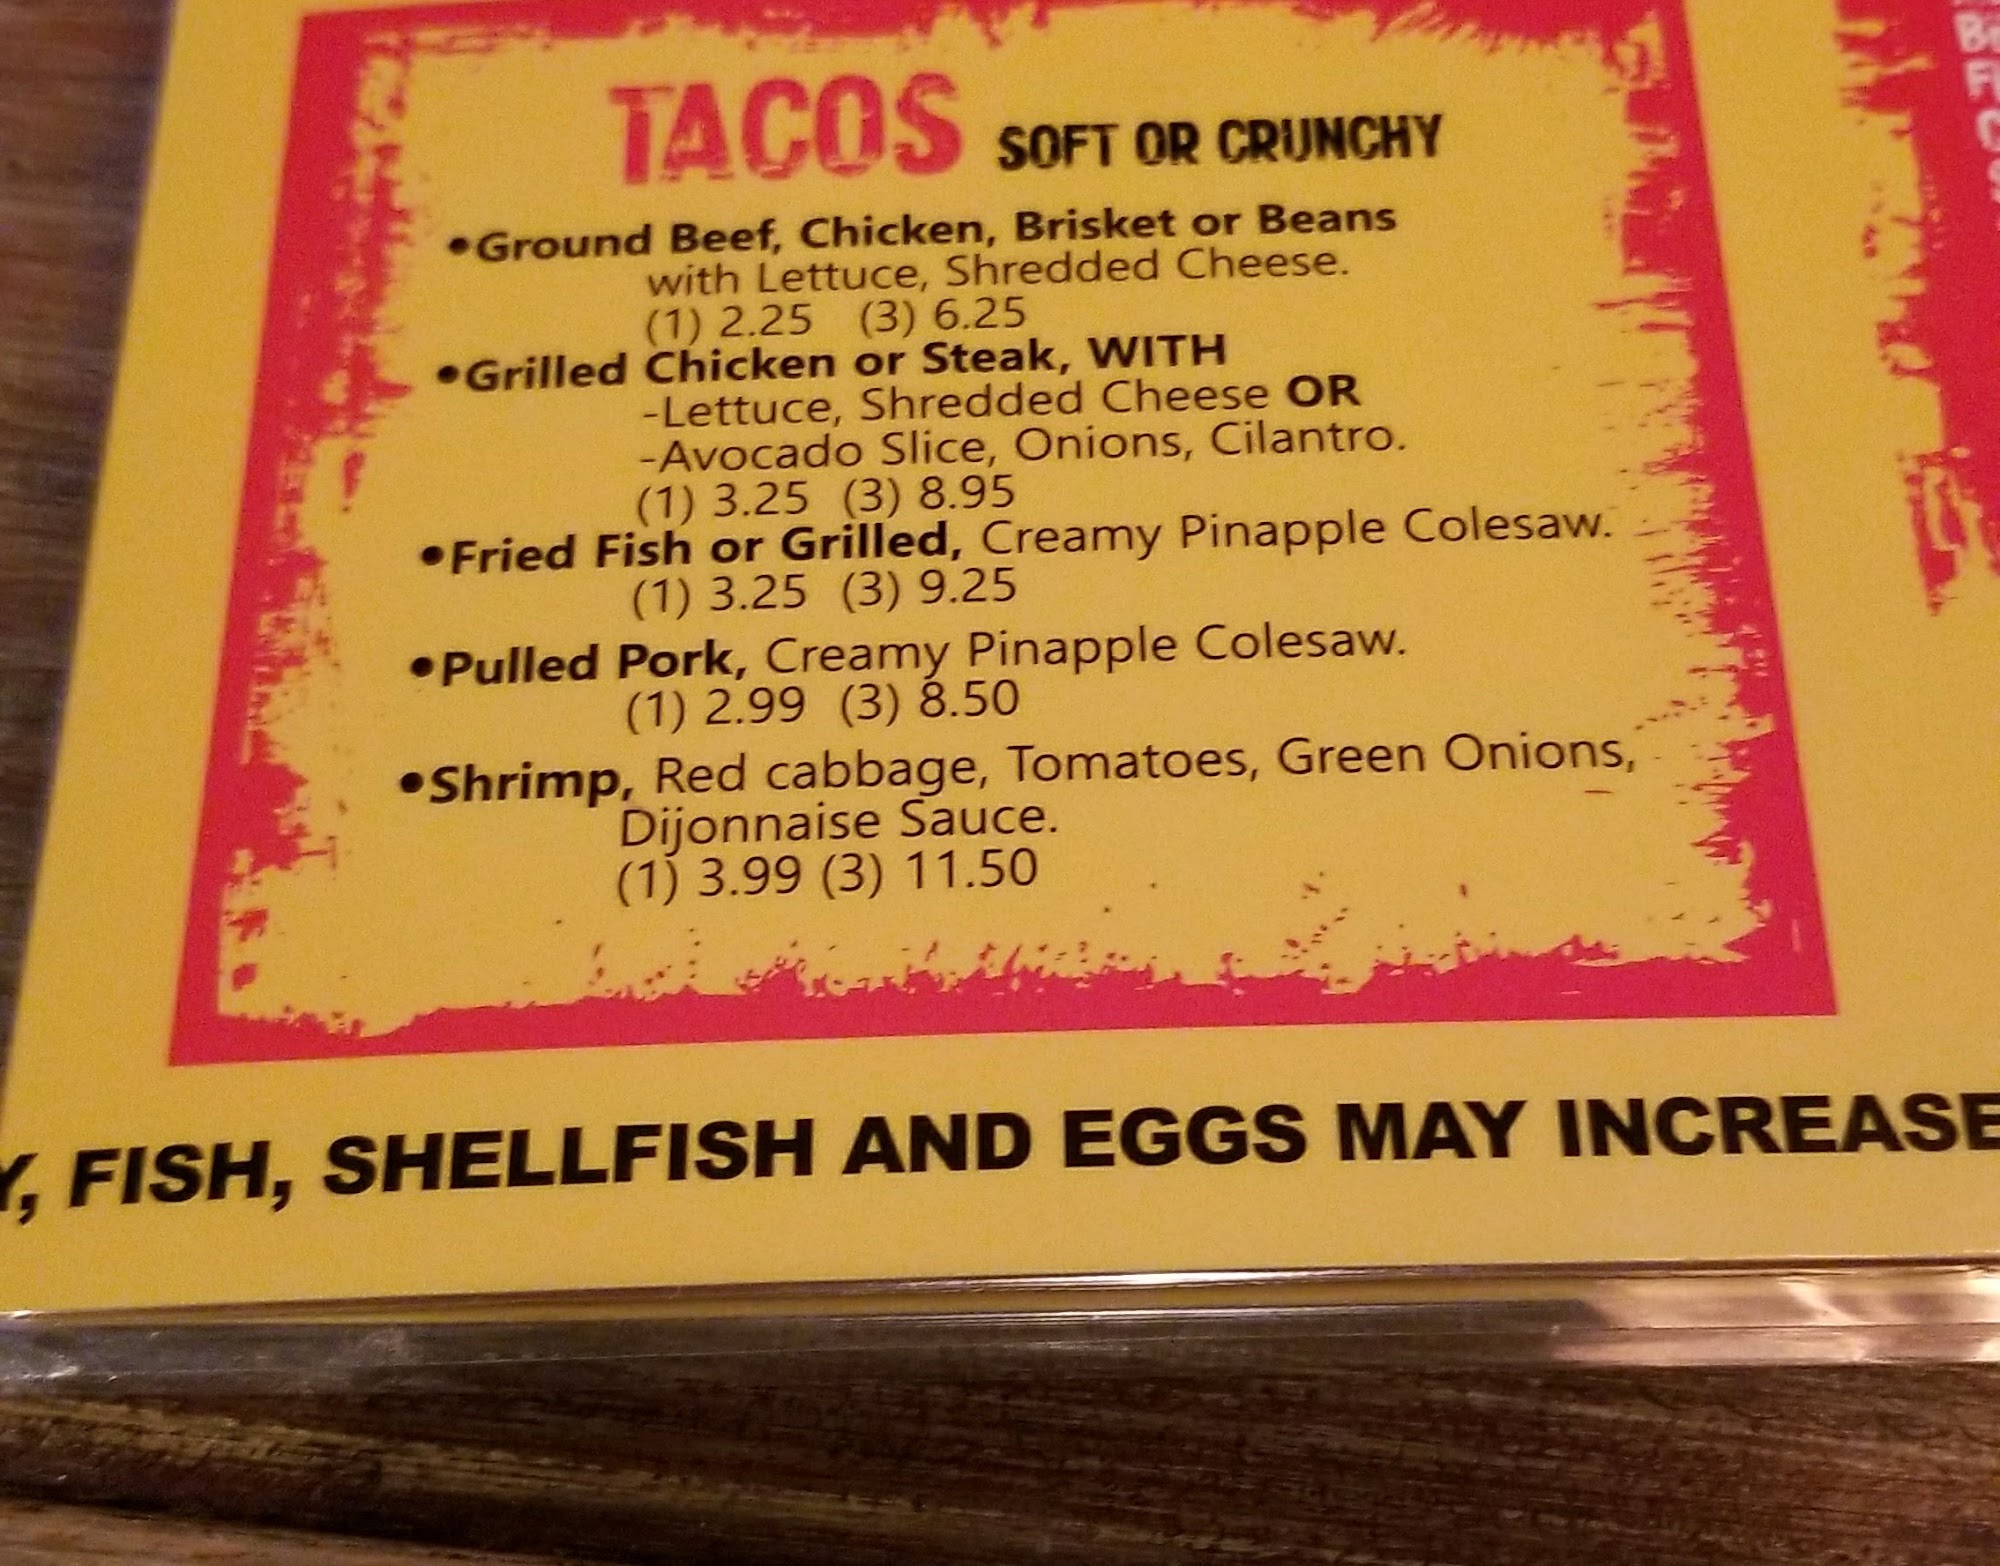 TACOS SOFT OR CRUNCHY
•Ground Beef, Chicken, Brisket or Beans
with Lettuce, Shredded Cheese.
(1) 2.25 (3) 6.25
•Grilled Chicken or Steak, WITH
-Lettuce, Shredded Cheese OR
-Avocado Slice, Onions, Cilantro.
(1) 3.25 (3) 8.95
•Fried Fish or Grilled, Creamy Pinapple Colesaw.
(1) 3.25 (3) 9.25
•Pulled Pork, Creamy Pinapple Colesaw.
(1) 2.99 (3) 8.50
•Shrimp, Red cabbage, Tomatoes, Green Onions,
Dijonnaise Sauce.
(1) 3.99 (3) 11.50
, FISH, SHELLFISH AND EGGS MAY INCREASE